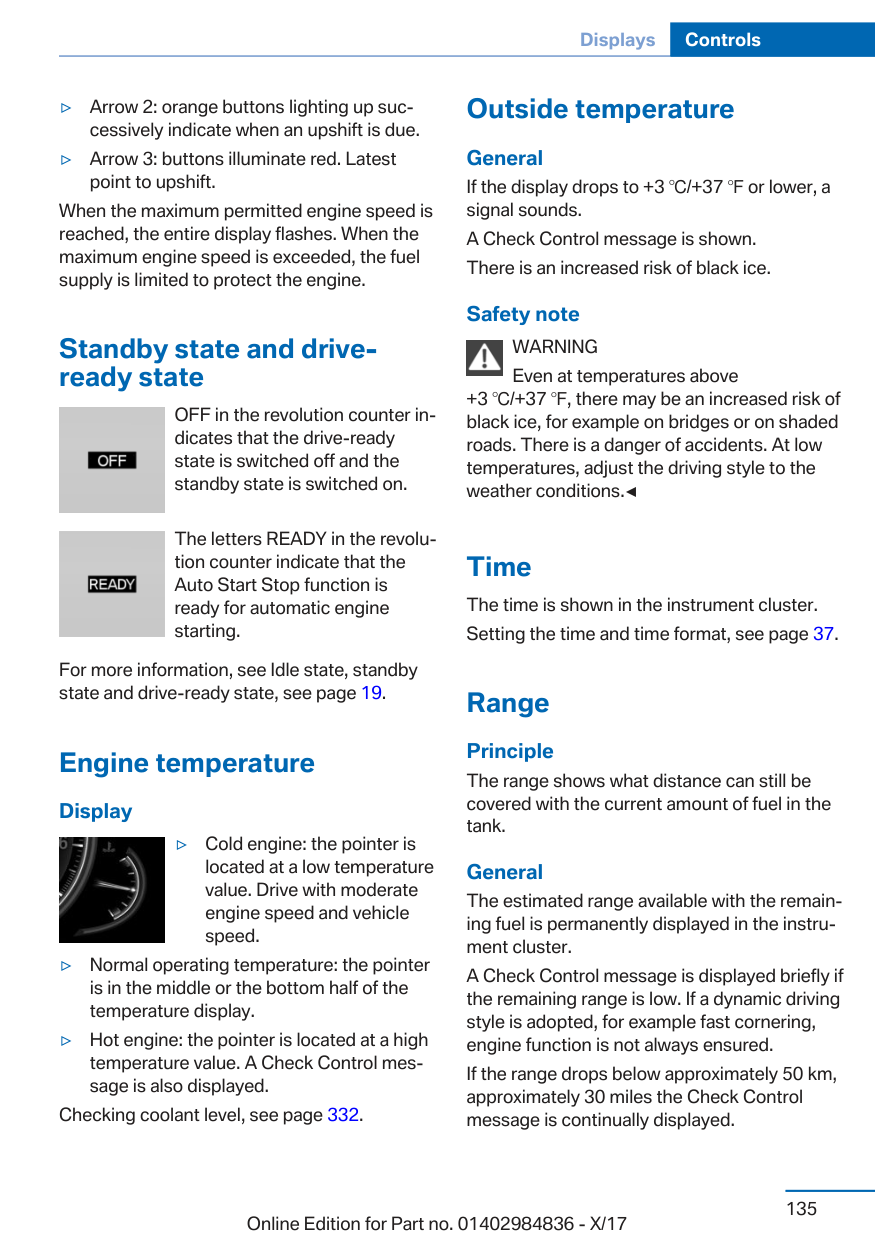 Displays Controls
▷ Arrow 2: orange buttons lighting up suc-
cessively indicate when an upshift is due.
▷ Arrow 3: buttons illuminate red. Latest
point to upshift.
When the maximum permitted engine speed is
reached, the entire display flashes. When the
maximum engine speed is exceeded, the fuel
supply is limited to protect the engine.
Standby state and drive-
ready state
OFF
OFF in the revolution counter in-
dicates that the drive-ready
state is switched off and the
standby state is switched on.
READY
The letters READY in the revolu-
tion counter indicate that the
Auto Start Stop function is
ready for automatic engine
starting.
For more information, see Idle state, standby
state and drive-ready state, see page 19.
Engine temperature
Display
▷ Cold engine: the pointer is
located at a low temperature
value. Drive with moderate
engine speed and vehicle
speed.
▷ Normal operating temperature: the pointer
is in the middle or the bottom half of the
temperature display.
▷ Hot engine: the pointer is located at a high
temperature value. A Check Control mes-
sage is also displayed.
Checking coolant level, see page 332.
Outside temperature
General
If the display drops to +3 ℃/+37 ℉ or lower, a
signal sounds.
A Check Control message is shown.
There is an increased risk of black ice.
Safety note
WARNING
Even at temperatures above
+3 ℃/+37 ℉, there may be an increased risk of
black ice, for example on bridges or on shaded
roads. There is a danger of accidents. At low
temperatures, adjust the driving style to the
weather conditions.◄
Time
The time is shown in the instrument cluster.
Setting the time and time format, see page 37.
Range
Principle
The range shows what distance can still be
covered with the current amount of fuel in the
tank.
General
The estimated range available with the remain-
ing fuel is permanently displayed in the instru-
ment cluster.
A Check Control message is displayed briefly if
the remaining range is low. If a dynamic driving
style is adopted, for example fast cornering,
engine function is not always ensured.
If the range drops below approximately 50 km,
approximately 30 miles the Check Control
message is continually displayed.
135
Online Edition for Part no. 01402984836 - X/17